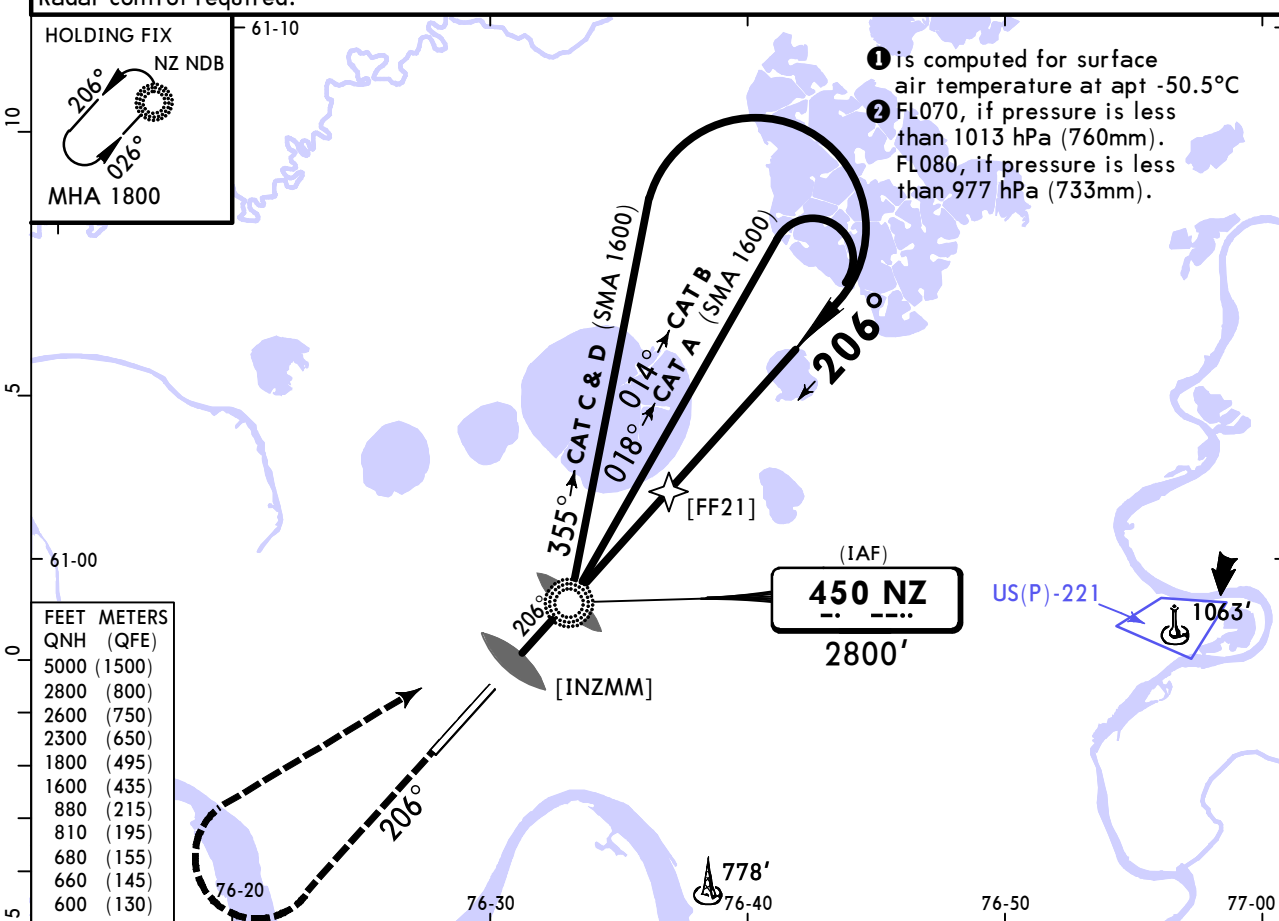 Radar control required.
HOLDING FIX
NZ NDB
206°
026°
MHA 1800
61-10
❶ is computed for surface
air temperature at apt -50.5°C
❷ FL070, if pressure is less
than 1013 hPa (760mm).
FL080, if pressure is less
than 977 hPa (733mm).
10
5
0
5
355° → CAT C & D (SMA 1600)
014° → CAT B
018° → CAT A (SMA 1600)
206°
[FF21]
61-00
(IAF)
450 NZ
2800'
206°
[INZMM]
US(P)-221
1063'
FEET METERS
QNH (QFE)
5000 (1500)
2800 (800)
2600 (750)
2300 (650)
1800 (495)
1600 (435)
880 (215)
810 (195)
680 (155)
660 (145)
600 (130)
206°
778'
76-20
76-30
76-40
76-50
77-00